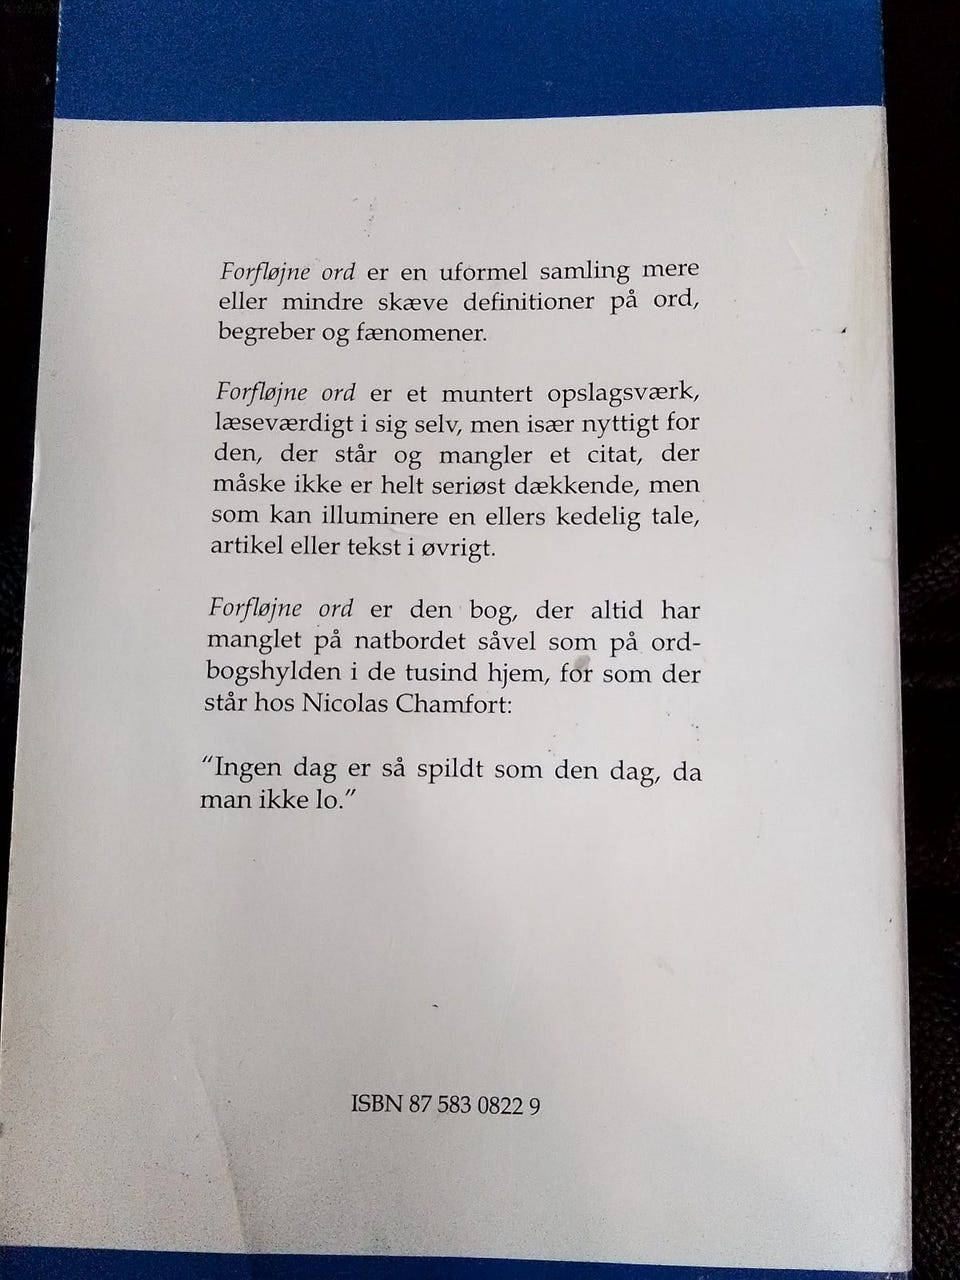 Forfløjne ord er en uformel samling mere
eller mindre skæve definitioner på ord,
begreber og fænomener.
Forfløjne ord er et muntert opslagsværk,
læseværdigt i sig selv, men især nyttigt for
den, der står og mangler et citat, der
måske ikke er helt seriøst dækkende, men
som kan illuminere en ellers kedelig tale,
artikel eller tekst i øvrigt.
Forfløjne ord er den bog, der altid har
manglet på natbordet såvel som på ord-
bogshylden i de tusind hjem, for som der
står hos Nicolas Chamfort:
"Ingen dag er så spildt som den dag, da
man ikke lo."
ISBN 87 583 0822 9